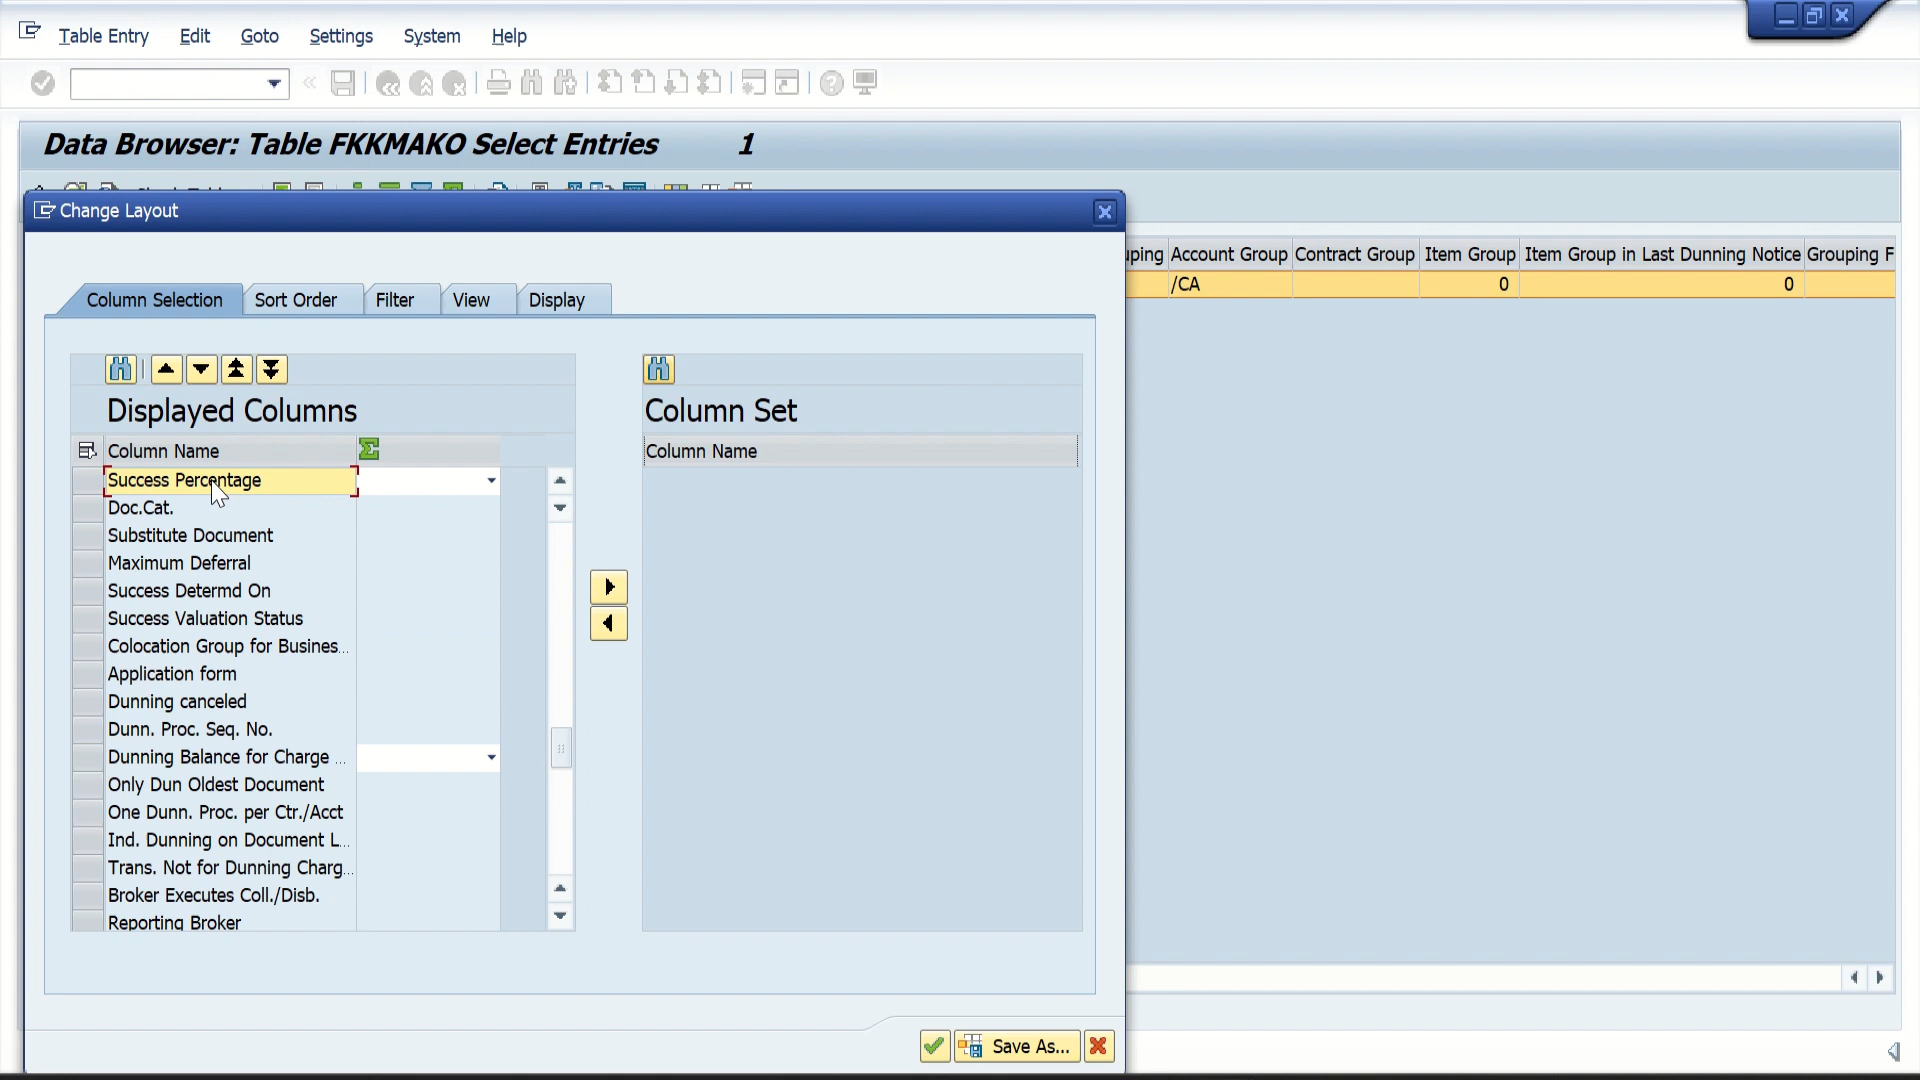 Table Entry Edit Goto Settings System Help
Data Browser: Table FKKMAKO Select Entries 1
Change Layout
Account Group Contract Group Item Group Item Group in Last Dunning Notice Grouping F
/CA 0 0
Column Selection Sort Order Filter View Display
Displayed Columns
Column Name
Success Percentage
Doc.Cat.
Substitute Document
Maximum Deferral
Success Determd On
Success Valuation Status
Colocation Group for Busines...
Application form
Dunning canceled
Dunn. Proc. Seq. No.
Dunning Balance for Charge ...
Only Dun Oldest Document
One Dunn. Proc. per Ctr./Acct
Ind. Dunning on Document L...
Trans. Not for Dunning Charg...
Broker Executes Coll./Disb.
Reporting Broker
Column Set
Column Name
Save As...